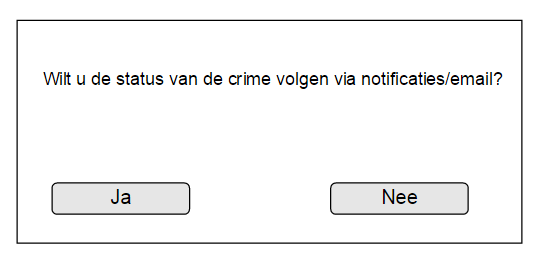 Wilt u de status van de crime volgen via notificaties/email?
Ja
Nee